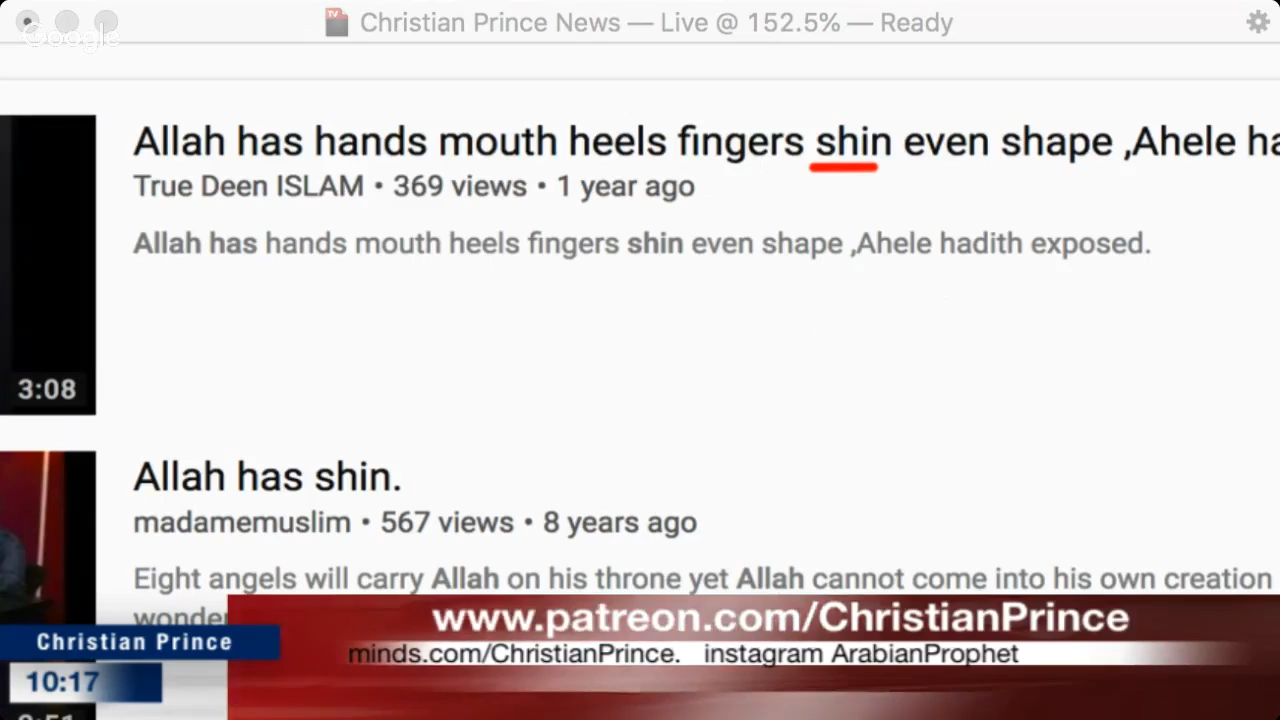 Google
Christian Prince News — Live @ 152.5% — Ready
Allah has hands mouth heels fingers shin even shape ,Ahele ha
True Deen ISLAM • 369 views • 1 year ago
Allah has hands mouth heels fingers shin even shape ,Ahele hadith exposed.
3:08
Allah has shin.
madamemuslim • 567 views • 8 years ago
Eight angels will carry Allah on his throne yet Allah cannot come into his own creation
www.patreon.com/ChristianPrince
Christian Prince
minds.com/ChristianPrince. instagram ArabianProphet
10:17